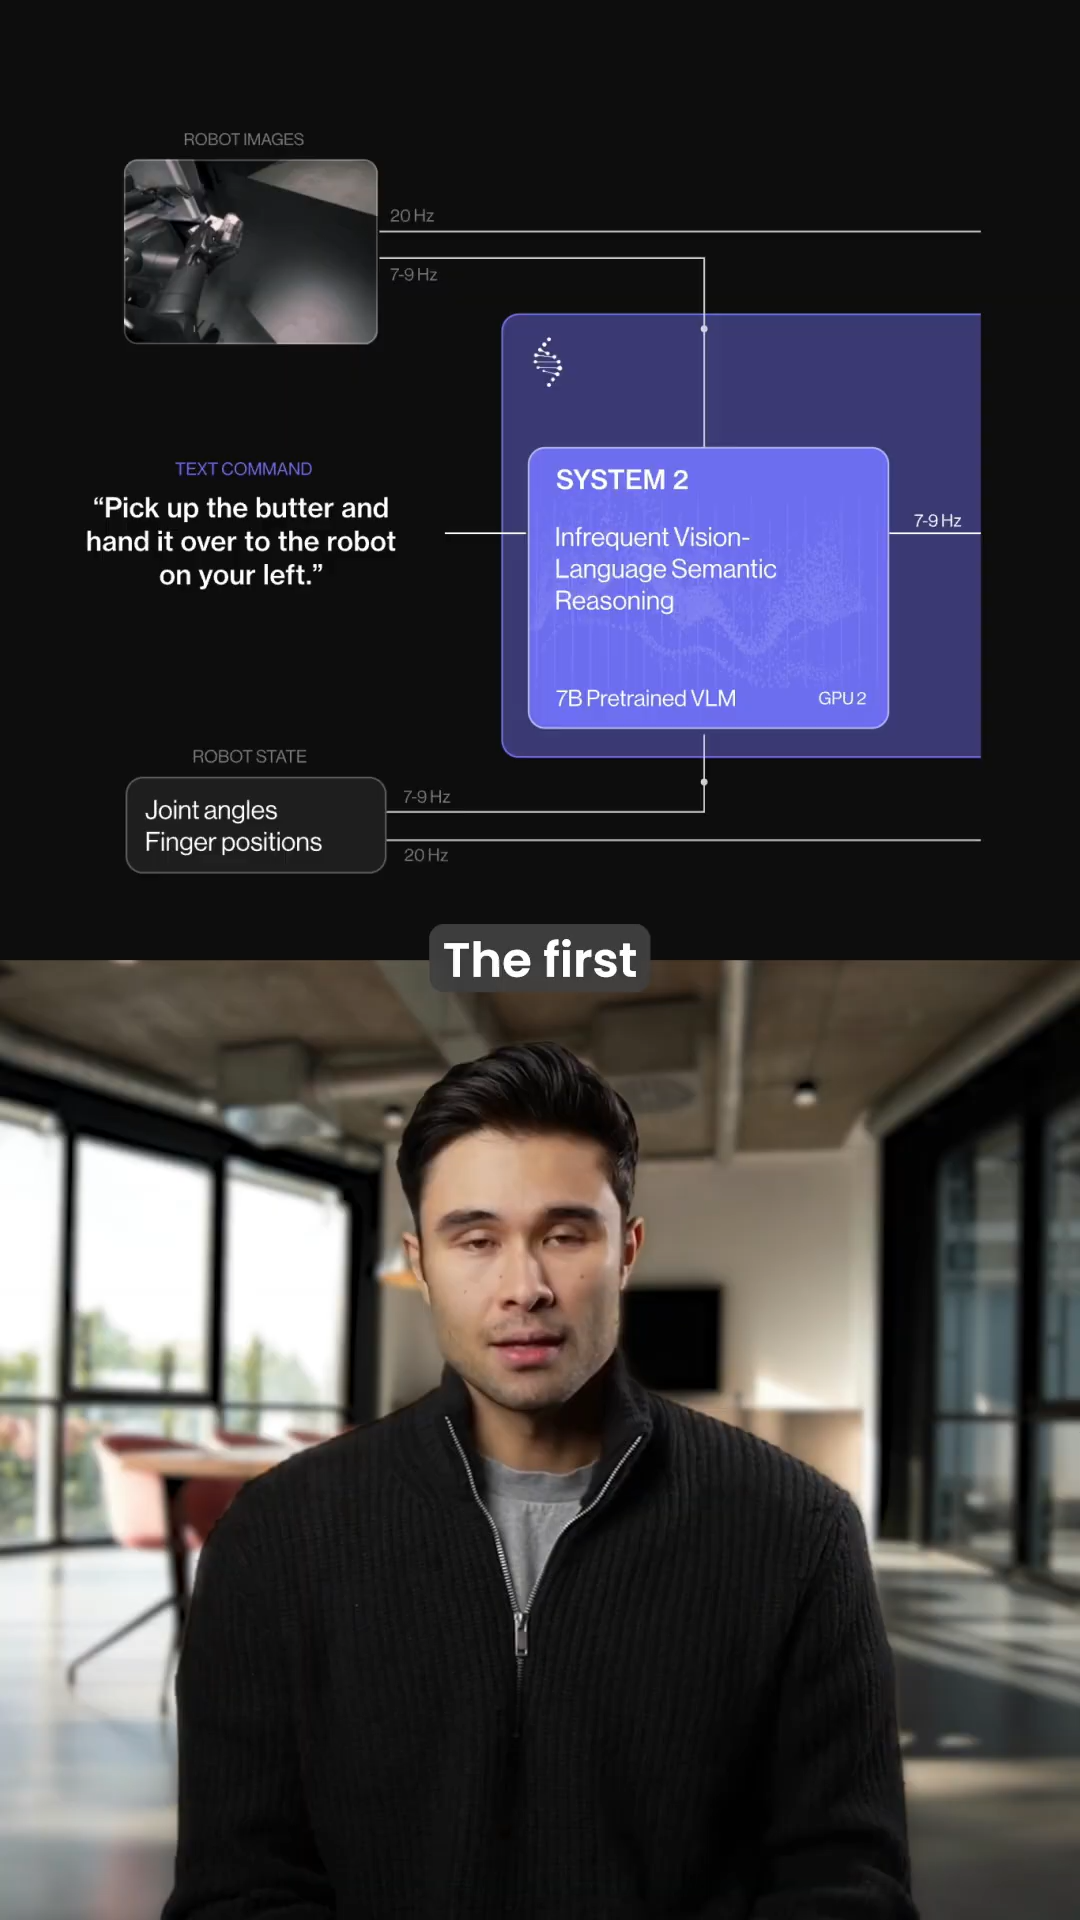 ROBOT IMAGES
20 Hz
7-9 Hz
TEXT COMMAND
“Pick up the butter and
hand it over to the robot
on your left.”
SYSTEM 2
Infrequent Vision-
Language Semantic
Reasoning
7B Pretrained VLM
GPU 2
7-9 Hz
ROBOT STATE
Joint angles
Finger positions
7-9 Hz
20 Hz
The first